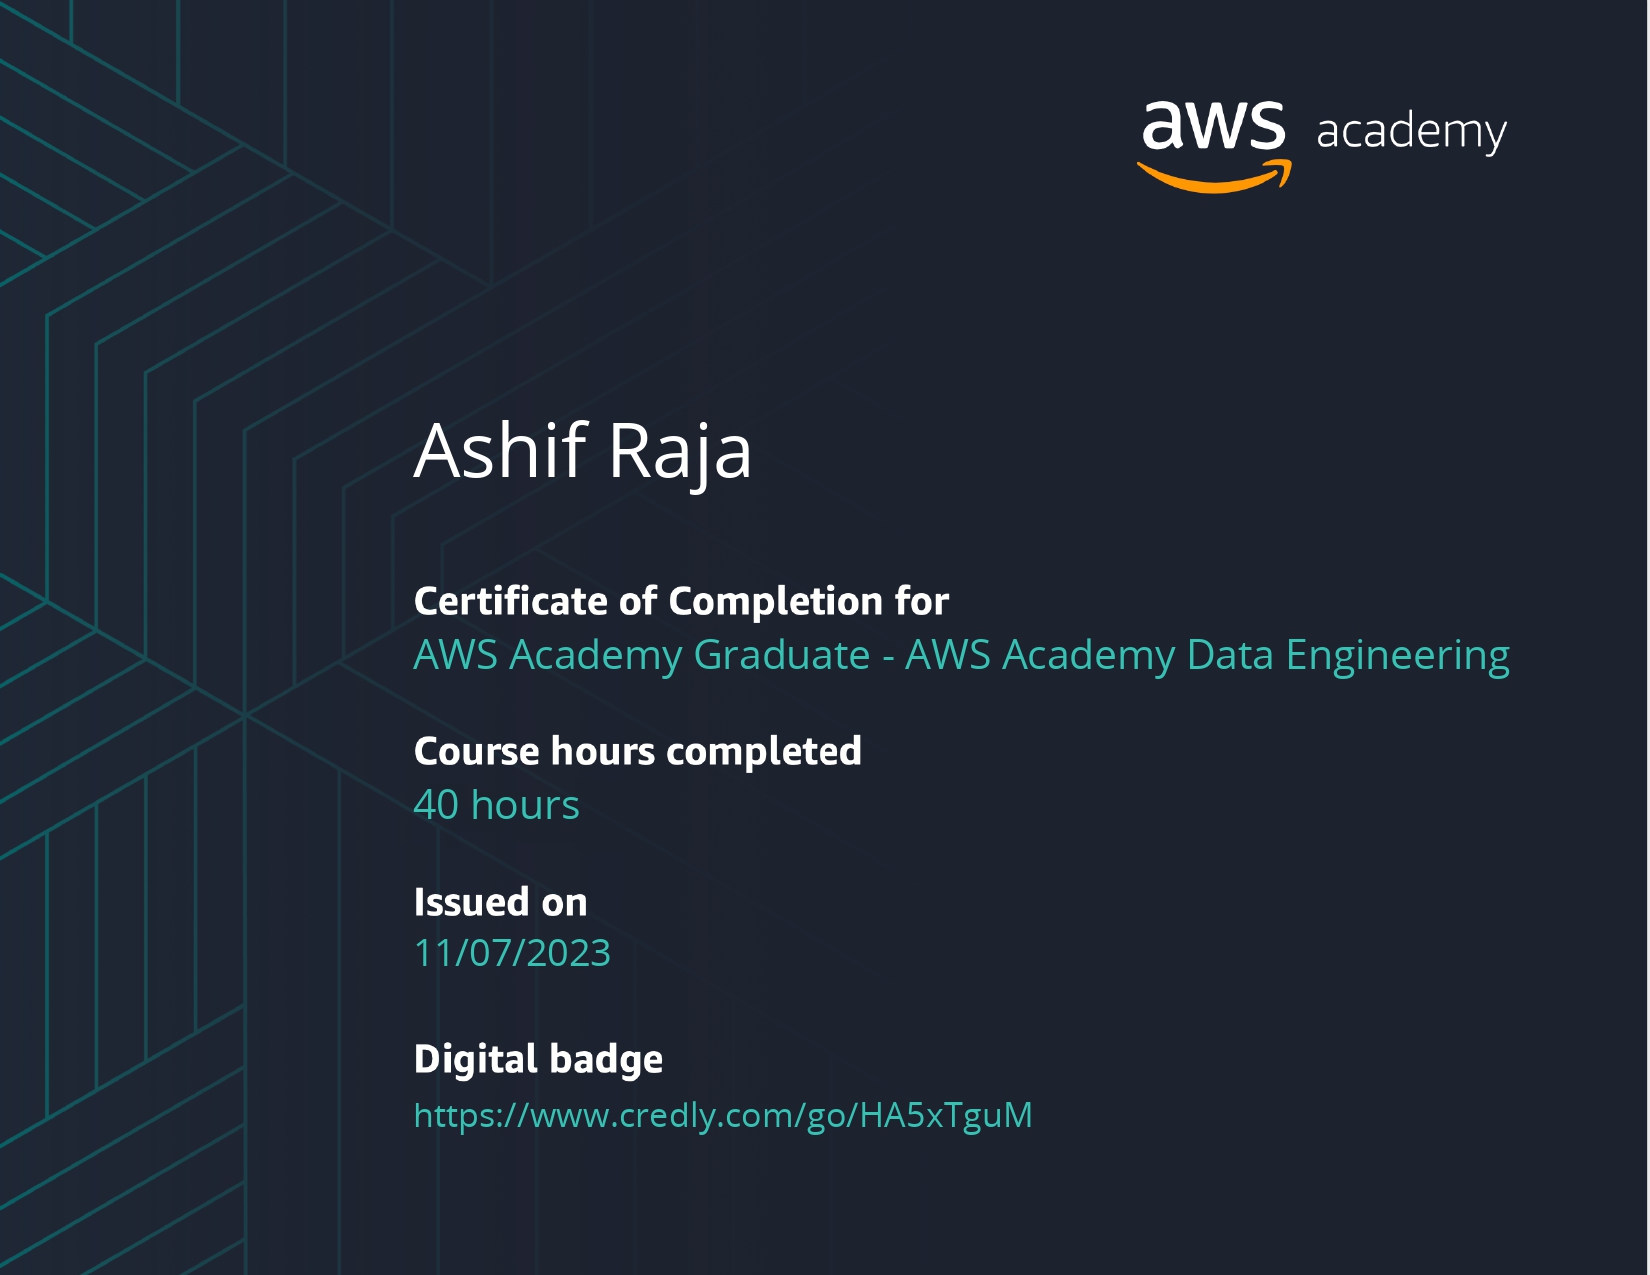 aws academy
Ashif Raja
Certificate of Completion for
AWS Academy Graduate - AWS Academy Data Engineering
Course hours completed
40 hours
Issued on
11/07/2023
Digital badge
https://www.credly.com/go/HA5xTguM